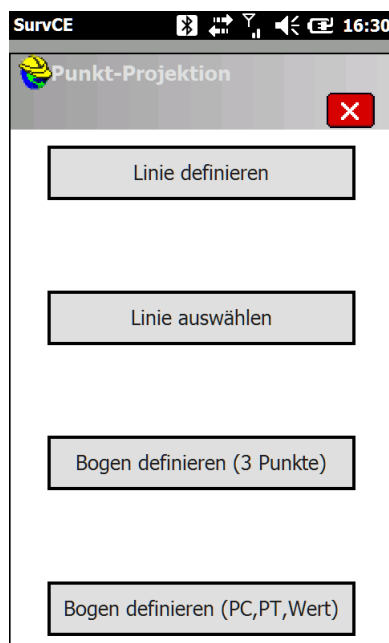 SurvCE 16:30
Punkt-Projektion
Linie definieren
Linie auswählen
Bogen definieren (3 Punkte)
Bogen definieren (PC,PT,Wert)